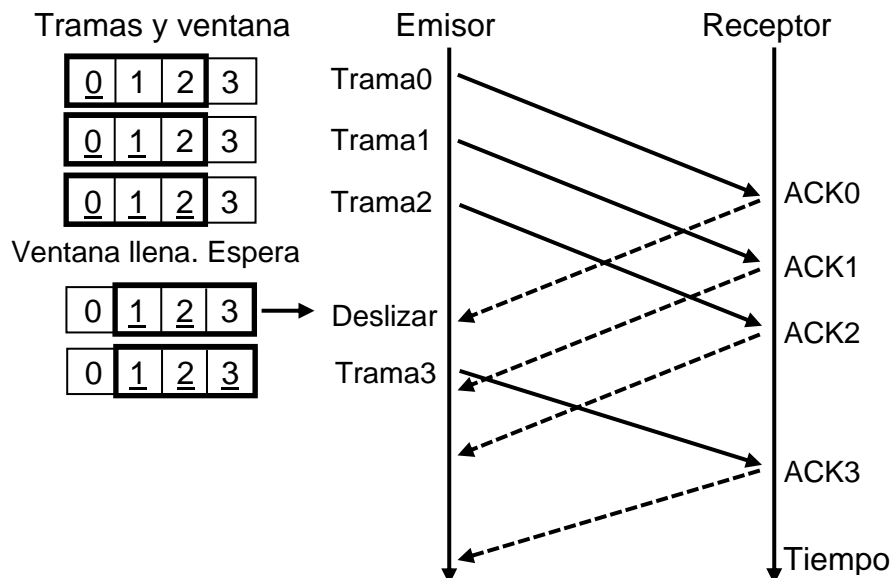 Tramas y ventana
Emisor
Receptor
0 1 2 3
Trama0
0 1 2 3
Trama1
0 1 2 3
Trama2
ACK0
Ventana llena. Espera
ACK1
0 1 2 3
Deslizar
ACK2
0 1 2 3
Trama3
ACK3
Tiempo